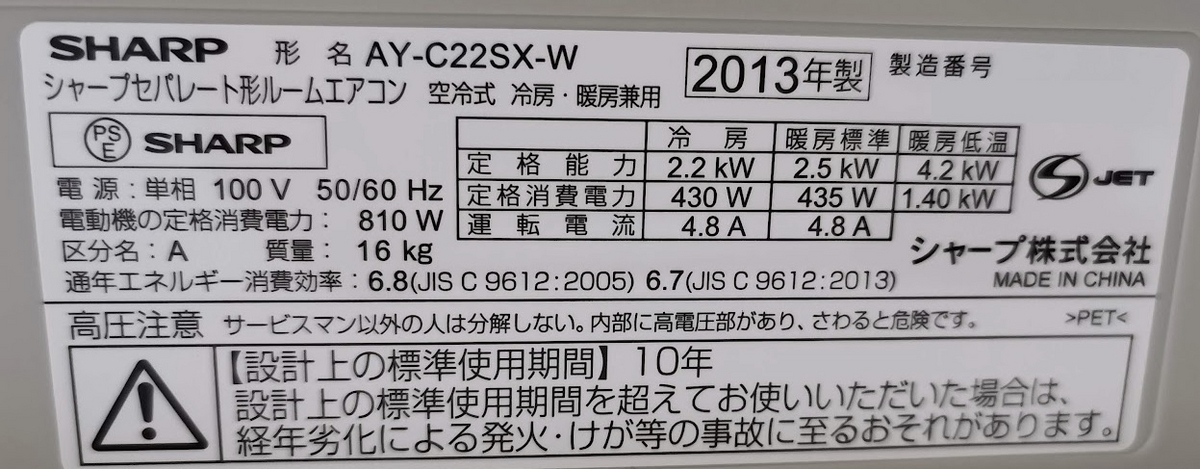 SHARP 形名 AY-C22SX-W 2013年製 製造番号
シャープセパレート形ルームエアコン 空冷式 冷房・暖房兼用
PSE SHARP
冷房 暖房標準 暖房低温
定格能力 2.2 kW 2.5 kW 4.2 kW
定格消費電力 430 W 435 W 1.40 kW
運転電流 4.8 A 4.8 A
JET
電源:単相 100 V 50/60 Hz
電動機の定格消費電力: 810 W
区分名:A 質量: 16 kg
通年エネルギー消費効率:6.8(JIS C 9612:2005) 6.7(JIS C 9612:2013)
シャープ株式会社
MADE IN CHINA
高圧注意 サービスマン以外の人は分解しない。内部に高電圧部があり、さわると危険です。 >PET<
【設計上の標準使用期間】10年
設計上の標準使用期間を超えてお使いいただいた場合は、
経年劣化による発火・けが等の事故に至るおそれがあります。